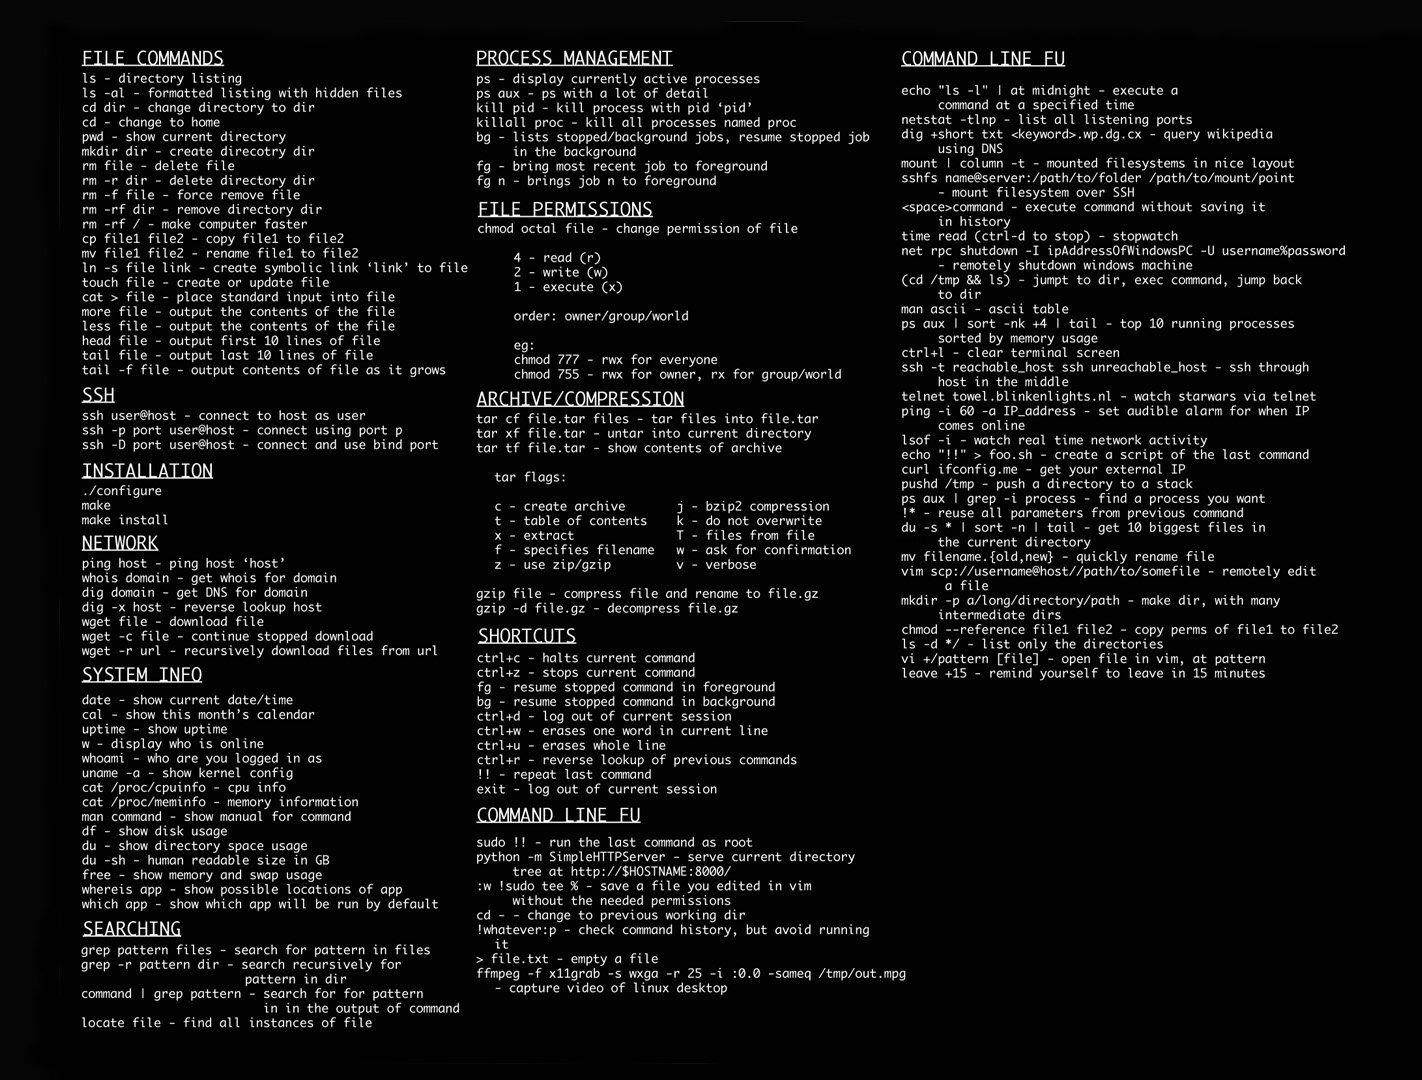 FILE COMMANDS
ls - directory listing
ls -al - formatted listing with hidden files
cd dir - change directory to dir
cd - change to home
pwd - show current directory
mkdir dir - create direcotry dir
rm file - delete file
rm -r dir - delete directory dir
rm -f file - force remove file
rm -rf dir - remove directory dir
rm -rf / - make computer faster
cp file1 file2 - copy file1 to file2
mv file1 file2 - rename file1 to file2
ln -s file link - create symbolic link ‘link’ to file
touch file - create or update file
cat > file - place standard input into file
more file - output the contents of the file
less file - output the contents of the file
head file - output first 10 lines of file
tail file - output last 10 lines of file
tail -f file - output contents of file as it grows
SSH
ssh user@host - connect to host as user
ssh -p port user@host - connect using port p
ssh -D port user@host - connect and use bind port
INSTALLATION
./configure
make
make install
NETWORK
ping host - ping host ‘host’
whois domain - get whois for domain
dig domain - get DNS for domain
dig -x host - reverse lookup host
wget file - download file
wget -c file - continue stopped download
wget -r url - recursively download files from url
SYSTEM INFO
date - show current date/time
cal - show this month’s calendar
uptime - show uptime
w - display who is online
whoami - who are you logged in as
uname -a - show kernel config
cat /proc/cpuinfo - cpu info
cat /proc/meminfo - memory information
man command - show manual for command
df - show disk usage
du - show directory space usage
du -sh - human readable size in GB
free - show memory and swap usage
whereis app - show possible locations of app
which app - show which app will be run by default
SEARCHING
grep pattern files - search for pattern in files
grep -r pattern dir - search recursively for
pattern in dir
command | grep pattern - search for for pattern
in in the output of command
locate file - find all instances of file
PROCESS MANAGEMENT
ps - display currently active processes
ps aux - ps with a lot of detail
kill pid - kill process with pid ‘pid’
killall proc - kill all processes named proc
bg - lists stopped/background jobs, resume stopped job
in the background
fg - bring most recent job to foreground
fg n - brings job n to foreground
FILE PERMISSIONS
chmod octal file - change permission of file
4 - read (r)
2 - write (w)
1 - execute (x)
order: owner/group/world
eg:
chmod 777 - rwx for everyone
chmod 755 - rwx for owner, rx for group/world
ARCHIVE/COMPRESSION
tar cf file.tar files - tar files into file.tar
tar xf file.tar - untar into current directory
tar tf file.tar - show contents of archive
tar flags:
c - create archive j - bzip2 compression
t - table of contents k - do not overwrite
x - extract T - files from file
f - specifies filename w - ask for confirmation
z - use zip/gzip v - verbose
gzip file - compress file and rename to file.gz
gzip -d file.gz - decompress file.gz
SHORTCUTS
ctrl+c - halts current command
ctrl+z - stops current command
fg - resume stopped command in foreground
bg - resume stopped command in background
ctrl+d - log out of current session
ctrl+w - erases one word in current line
ctrl+u - erases whole line
ctrl+r - reverse lookup of previous commands
!! - repeat last command
exit - log out of current session
COMMAND LINE FU
sudo !! - run the last command as root
python -m SimpleHTTPServer - serve current directory
tree at http://$HOSTNAME:8000/
:w !sudo tee % - save a file you edited in vim
without the needed permissions
cd - - change to previous working dir
!whatever:p - check command history, but avoid running
it
> file.txt - empty a file
ffmpeg -f x11grab -s wxga -r 25 -i :0.0 -sameq /tmp/out.mpg
- capture video of linux desktop
COMMAND LINE FU
echo "ls -l" | at midnight - execute a
command at a specified time
netstat -tlnp - list all listening ports
dig +short txt <keyword>.wp.dg.cx - query wikipedia
using DNS
mount | column -t - mounted filesystems in nice layout
sshfs name@server:/path/to/folder /path/to/mount/point
- mount filesystem over SSH
<space>command - execute command without saving it
in history
time read (ctrl-d to stop) - stopwatch
net rpc shutdown -I ipAddressOfWindowsPC -U username%password
- remotely shutdown windows machine
(cd /tmp && ls) - jumpt to dir, exec command, jump back
to dir
man ascii - ascii table
ps aux | sort -nk +4 | tail - top 10 running processes
sorted by memory usage
ctrl+l - clear terminal screen
ssh -t reachable_host ssh unreachable_host - ssh through
host in the middle
telnet towel.blinkenlights.nl - watch starwars via telnet
ping -i 60 -a IP_address - set audible alarm for when IP
comes online
lsof -i - watch real time network activity
echo "!!" > foo.sh - create a script of the last command
curl ifconfig.me - get your external IP
pushd /tmp - push a directory to a stack
ps aux | grep -i process - find a process you want
!* - reuse all parameters from previous command
du -s * | sort -n | tail - get 10 biggest files in
the current directory
mv filename.{old,new} - quickly rename file
vim scp://username@host//path/to/somefile - remotely edit
a file
mkdir -p a/long/directory/path - make dir, with many
intermediate dirs
chmod --reference file1 file2 - copy perms of file1 to file2
ls -d */ - list only the directories
vi +/pattern [file] - open file in vim, at pattern
leave +15 - remind yourself to leave in 15 minutes